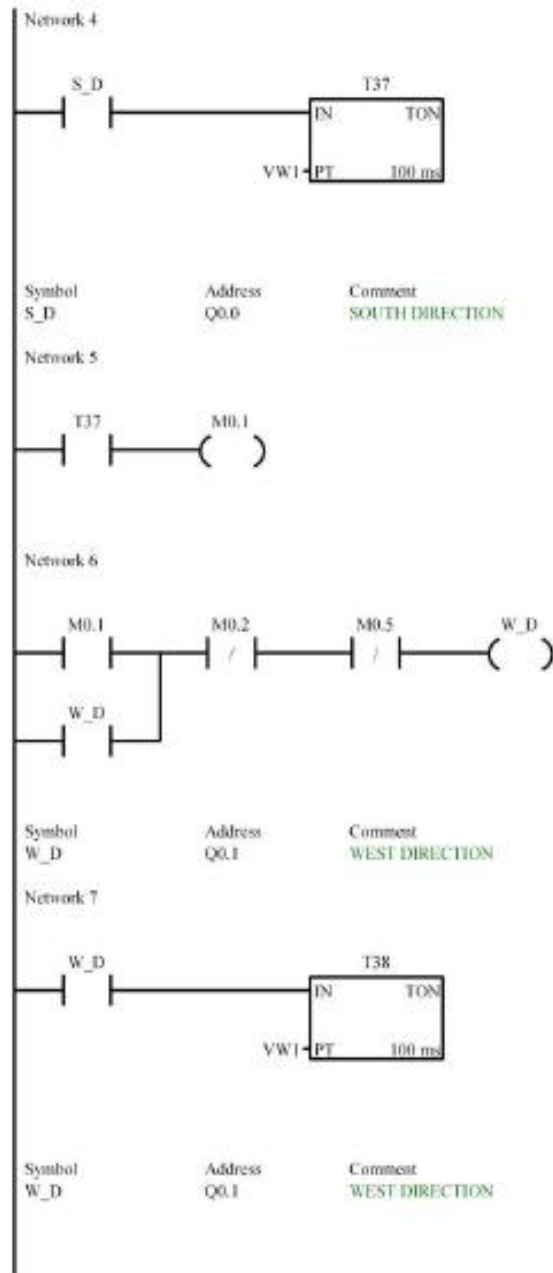 Network 4
S_D
T37
IN TON
VW1 PT 100 ms
Symbol Address Comment
S_D Q0.0 SOUTH DIRECTION
Network 5
T37 M0.1
Network 6
M0.1 M0.2 M0.5 W_D
/ /
W_D
Symbol Address Comment
W_D Q0.1 WEST DIRECTION
Network 7
W_D
T38
IN TON
VW1 PT 100 ms
Symbol Address Comment
W_D Q0.1 WEST DIRECTION